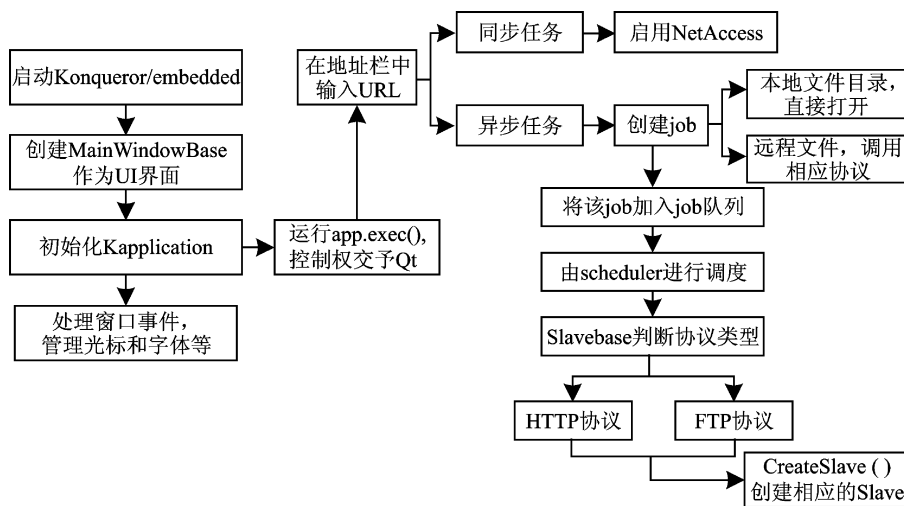 启动Konqueror/embedded
创建MainWindowBase
作为UI界面
初始化Kapplication
处理窗口事件，
管理光标和字体等
运行app.exec(),
控制权交予Qt
在地址栏中
输入URL
同步任务
启用NetAccess
异步任务
创建job
本地文件目录，
直接打开
远程文件，调用
相应协议
将该job加入job队列
由scheduler进行调度
Slavebase判断协议类型
HTTP协议
FTP协议
CreateSlave ( )
创建相应的Slave